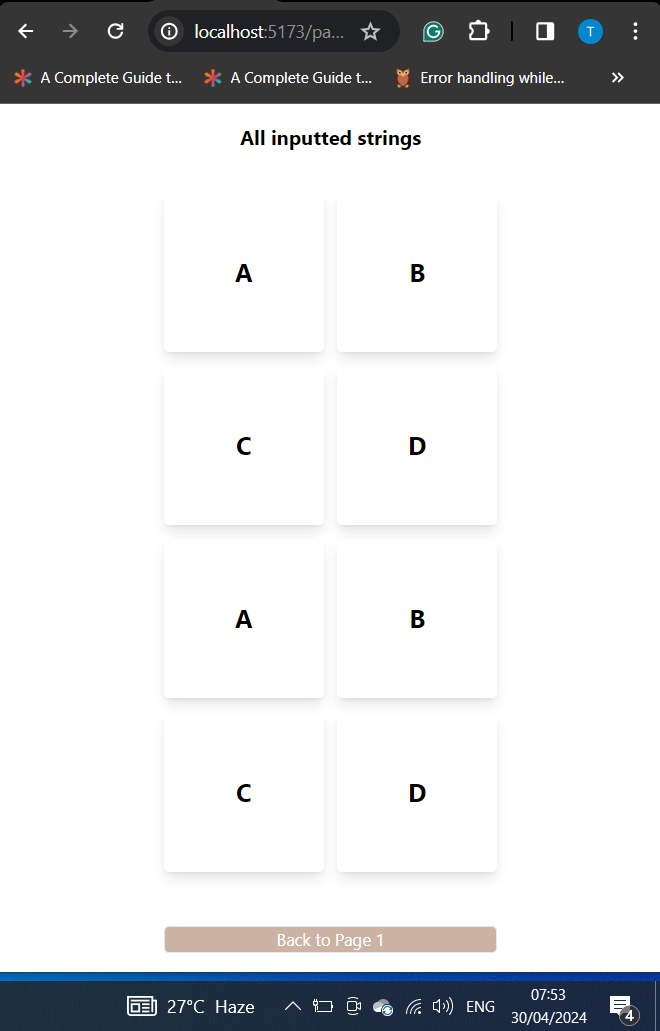 localhost:5173/pa...
T
A Complete Guide t... A Complete Guide t... Error handling while... »
All inputted strings
A B
C D
A B
C D
Back to Page 1
27°C Haze ENG 07:53
30/04/2024 4